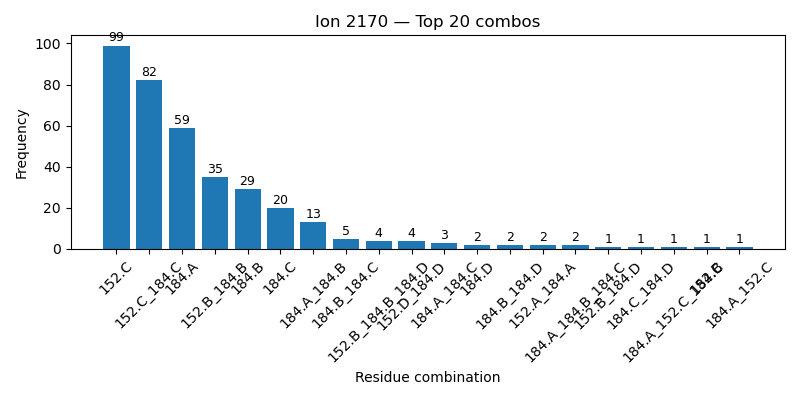 Ion 2170 — Top 20 combos
Frequency
100
80
60
40
20
0
99
82
59
35
29
20
13
5
4
4
3
2
2
2
2
1
1
1
1
1
152.C
152.C_184.C
184.A
152.B_184.B
184.B
184.C
184.A_184.B
184.B_184.C
152.B_184.B_184.D
152.D_184.D
184.A_184.C
184.D
184.B_184.D
152.A_184.A
184.A_184.B_184.C
152.B_184.D
184.C_184.D
184.A_152.C
152.B
184.A_152.C
Residue combination